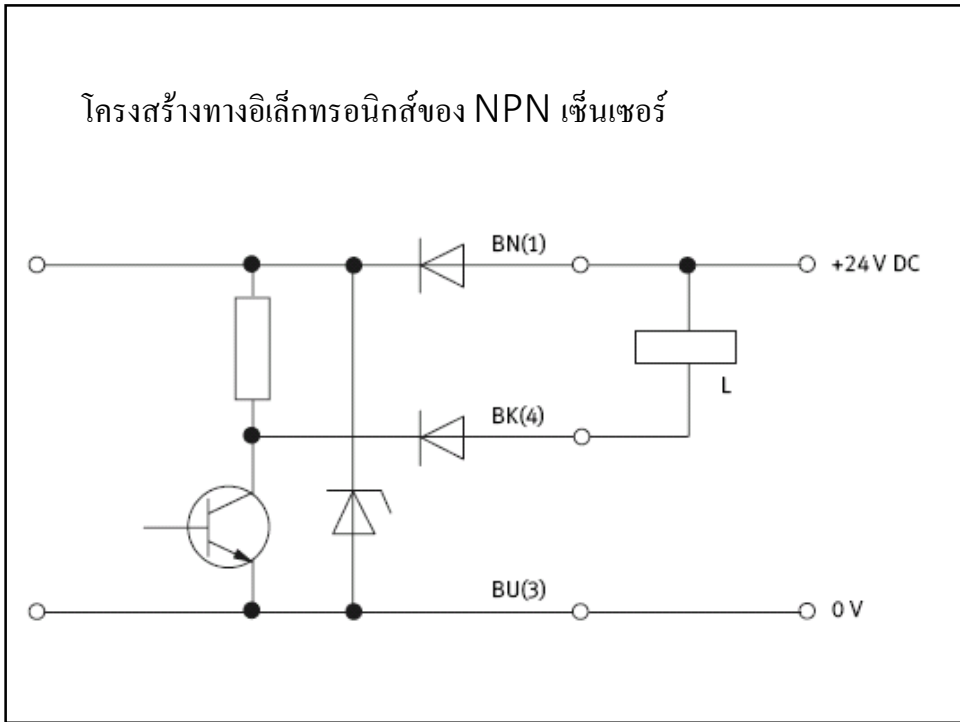 โครงสร้างทางอิเล็กทรอนิกส์ของ NPN เซ็นเซอร์
BN(1)
+24 V DC
L
BK(4)
BU(3)
0 V